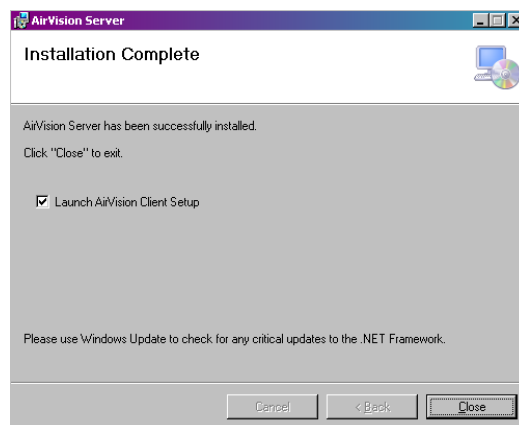 AirVision Server
Installation Complete
AirVision Server has been successfully installed.
Click "Close" to exit.
Launch AirVision Client Setup
Please use Windows Update to check for any critical updates to the .NET Framework.
Cancel
< Back
Close